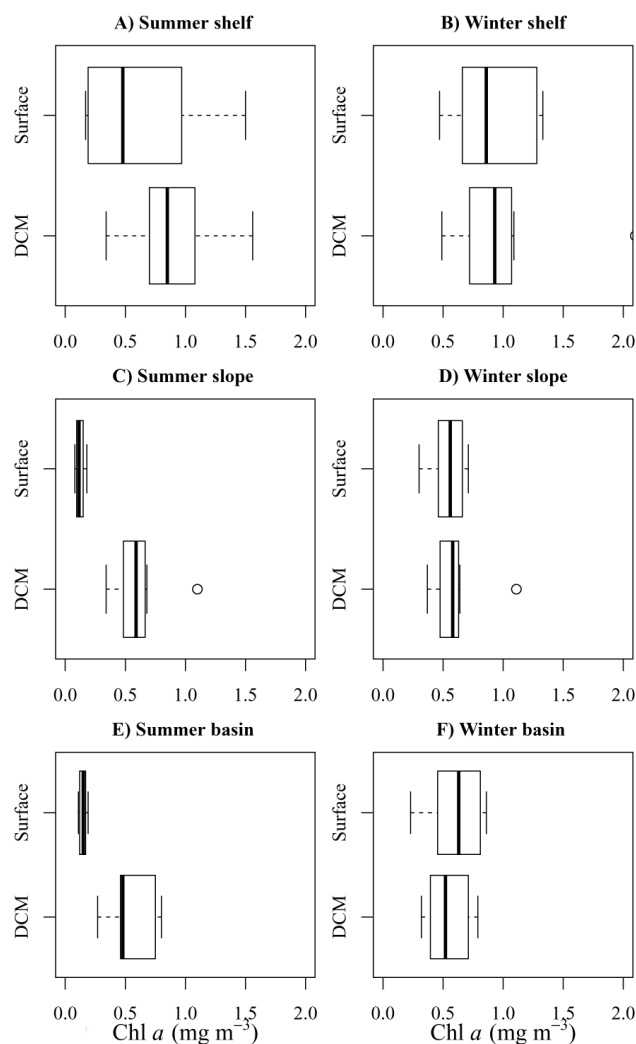 A) Summer shelf
B) Winter shelf
Surface
DCM
Surface
DCM
0.0 0.5 1.0 1.5 2.0
0.0 0.5 1.0 1.5 2.0
C) Summer slope
D) Winter slope
Surface
DCM
Surface
DCM
0.0 0.5 1.0 1.5 2.0
0.0 0.5 1.0 1.5 2.0
E) Summer basin
F) Winter basin
Surface
DCM
Surface
DCM
0.0 0.5 1.0 1.5 2.0
0.0 0.5 1.0 1.5 2.0
Chl a (mg m⁻³)
Chl a (mg m⁻³)